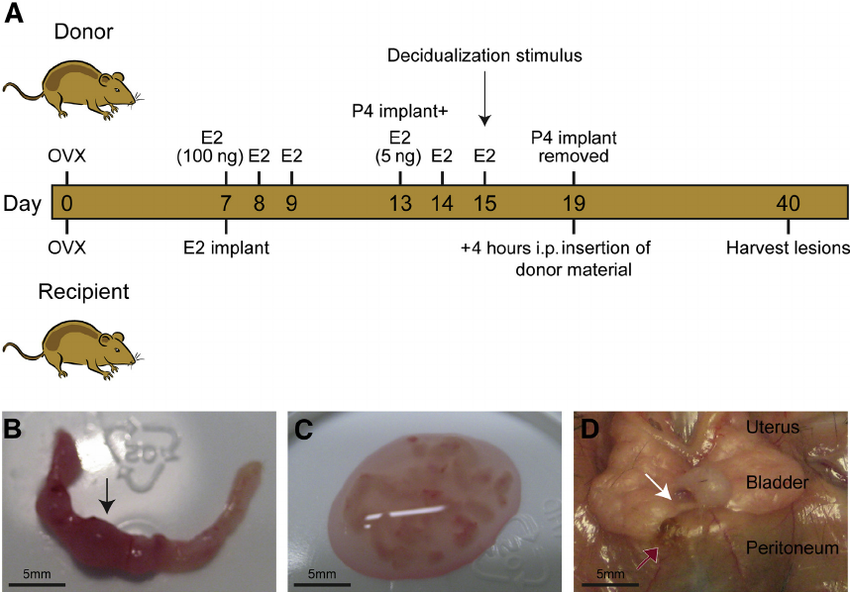 A
Donor
Decidualization stimulus
P4 implant+
E2
(100 ng)
E2
E2
E2
(5 ng)
E2
E2
P4 implant
removed
OVX
Day
0
7
8
9
13
14
15
19
40
OVX
E2 implant
+4 hours i.p. insertion of
donor material
Harvest lesions
Recipient
B
5mm
C
5mm
D
Uterus
Bladder
Peritoneum
5mm